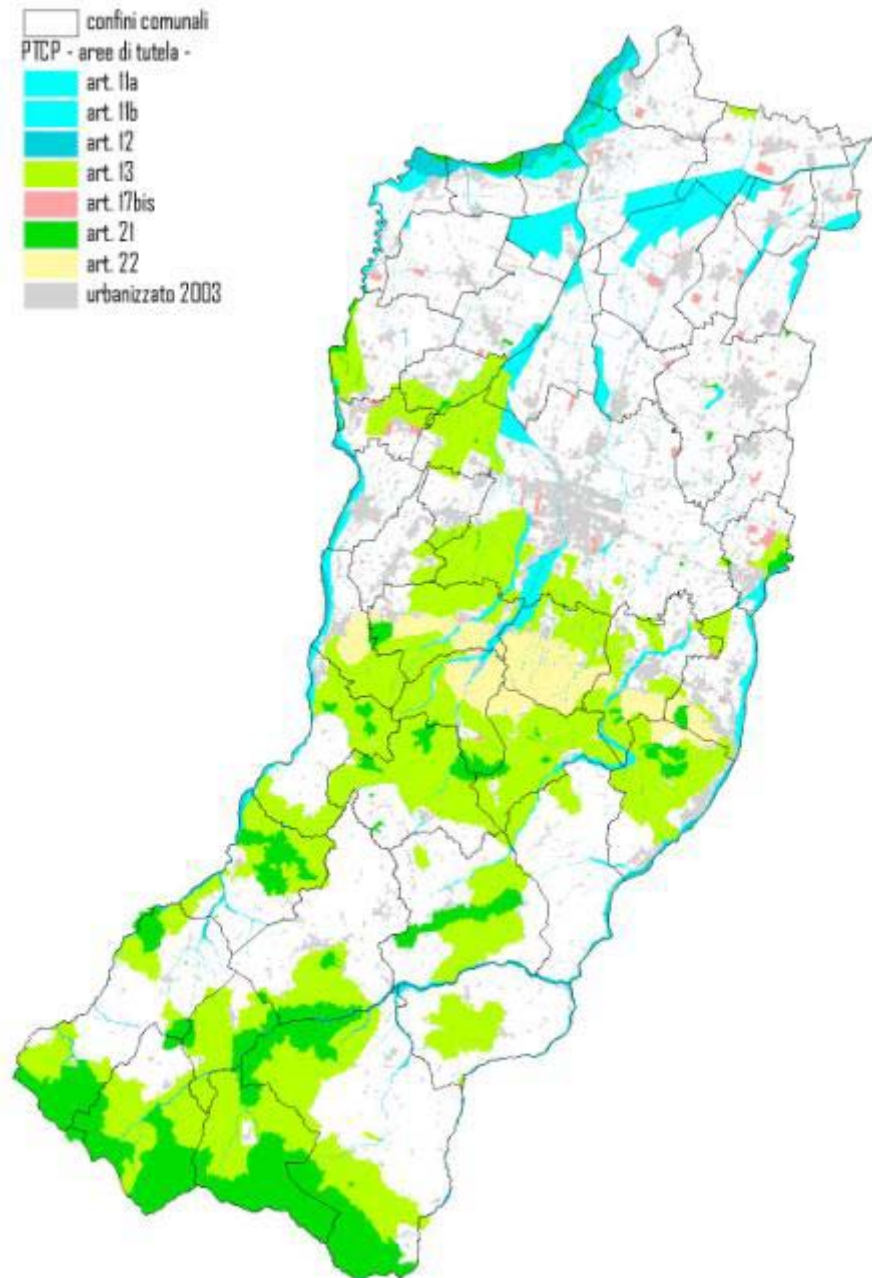 confini comunali
PTCP - aree di tutela -
art. 11a
art. 11b
art. 12
art. 13
art. 17bis
art. 21
art. 22
urbanizzato 2003